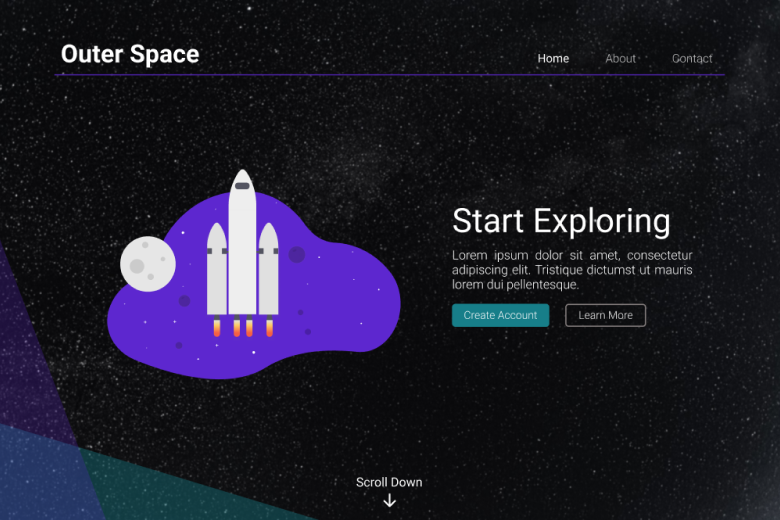 Outer Space
Home About Contact
Start Exploring
Lorem ipsum dolor sit amet, consectetur
adipiscing elit. Tristique dictumst ut mauris
lorem dui pellentesque.
Create Account Learn More
Scroll Down